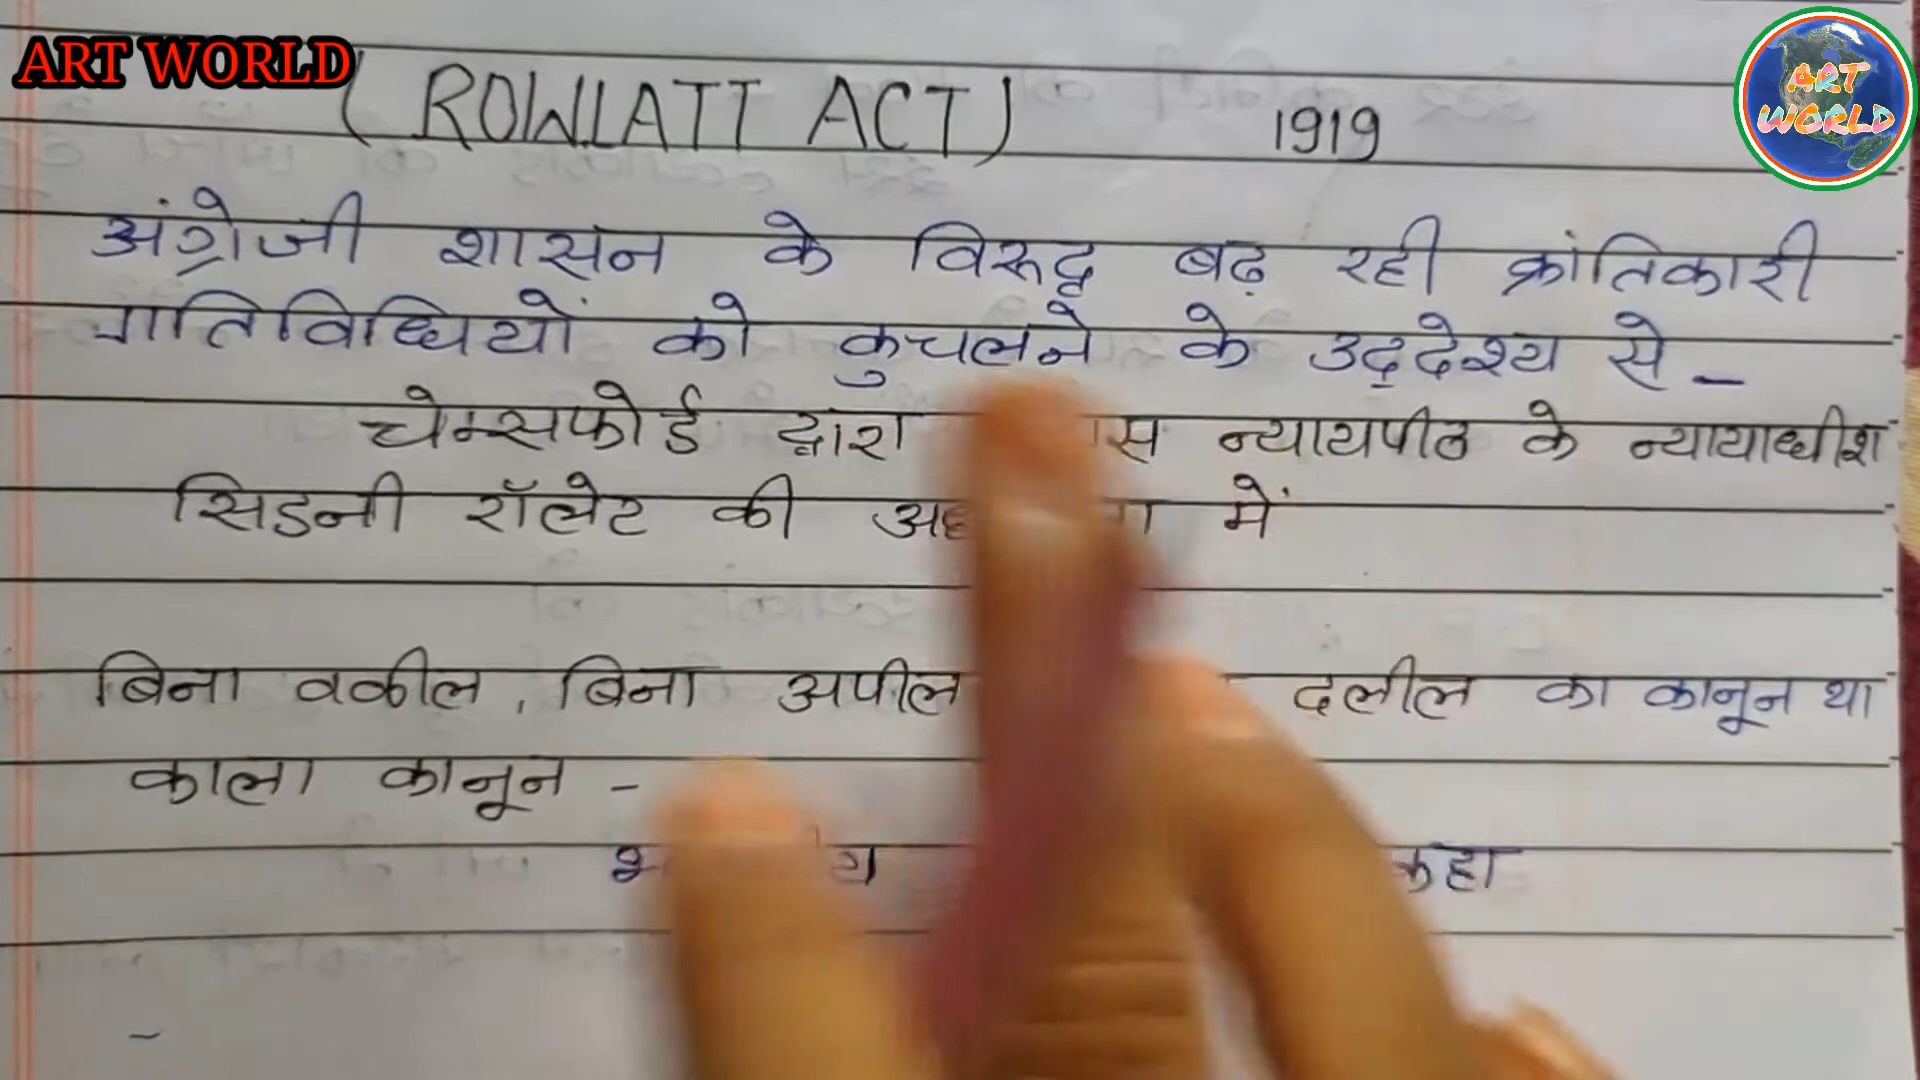 ART WORLD
(ROWLATT ACT) 1919
ART WORLD
अंग्रेजी शासन के विरूद्ध बढ़ रही क्रांतिकारी
गतिविधियों को कुचलने के उद्देश्य से -
चेम्सफोर्ड द्वारा न्यायपीठ के न्यायाधीश
सिडनी रॉलेट की में
बिना वकील, बिना अपील दलील का कानून था
काला कानून -
कहा